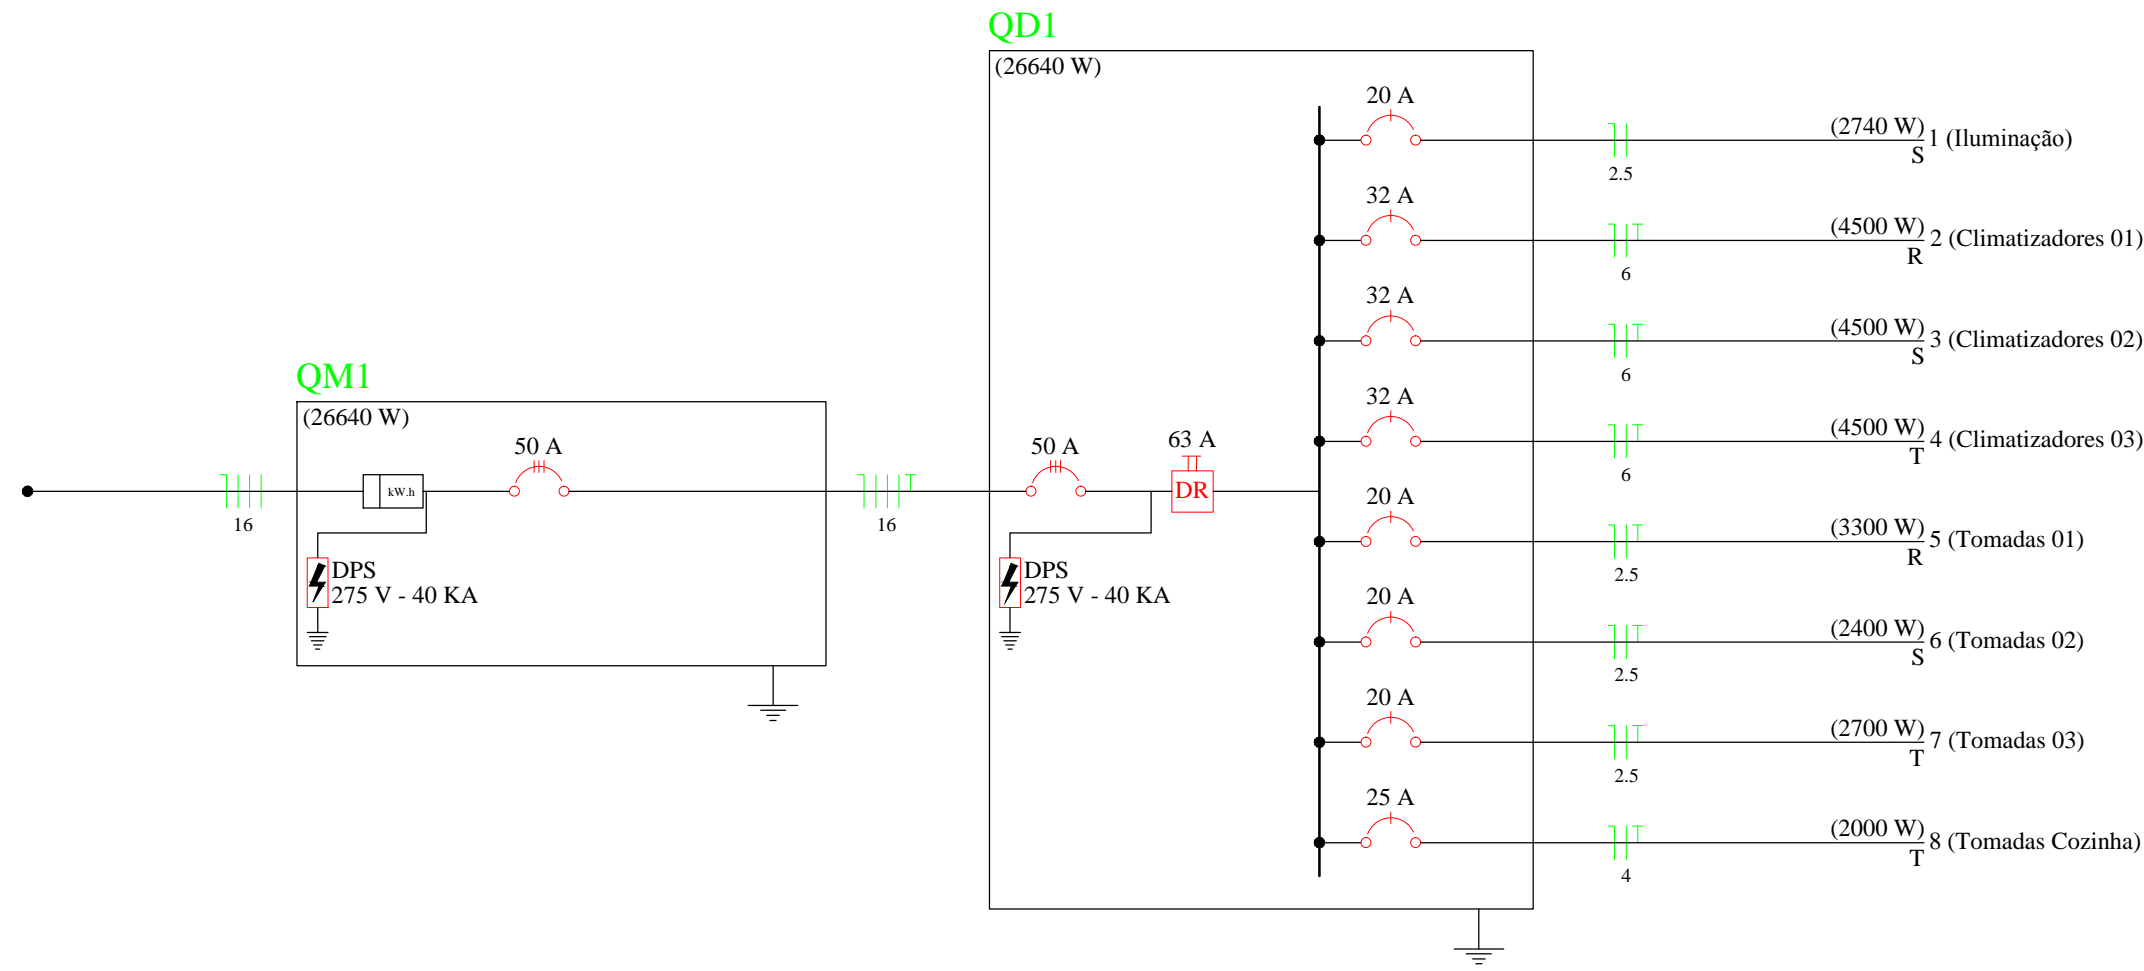 QD1
(26640 W)
20 A
(2740 W)
1 (Iluminação)
S
2.5
32 A
(4500 W)
2 (Climatizadores 01)
R
6
32 A
(4500 W)
3 (Climatizadores 02)
S
6
QM1
(26640 W)
32 A
(4500 W)
4 (Climatizadores 03)
T
6
50 A
50 A
63 A
kW.h
DR
16
16
20 A
(3300 W)
5 (Tomadas 01)
R
2.5
DPS
275 V - 40 KA
DPS
275 V - 40 KA
20 A
(2400 W)
6 (Tomadas 02)
S
2.5
20 A
(2700 W)
7 (Tomadas 03)
T
2.5
25 A
(2000 W)
8 (Tomadas Cozinha)
T
4